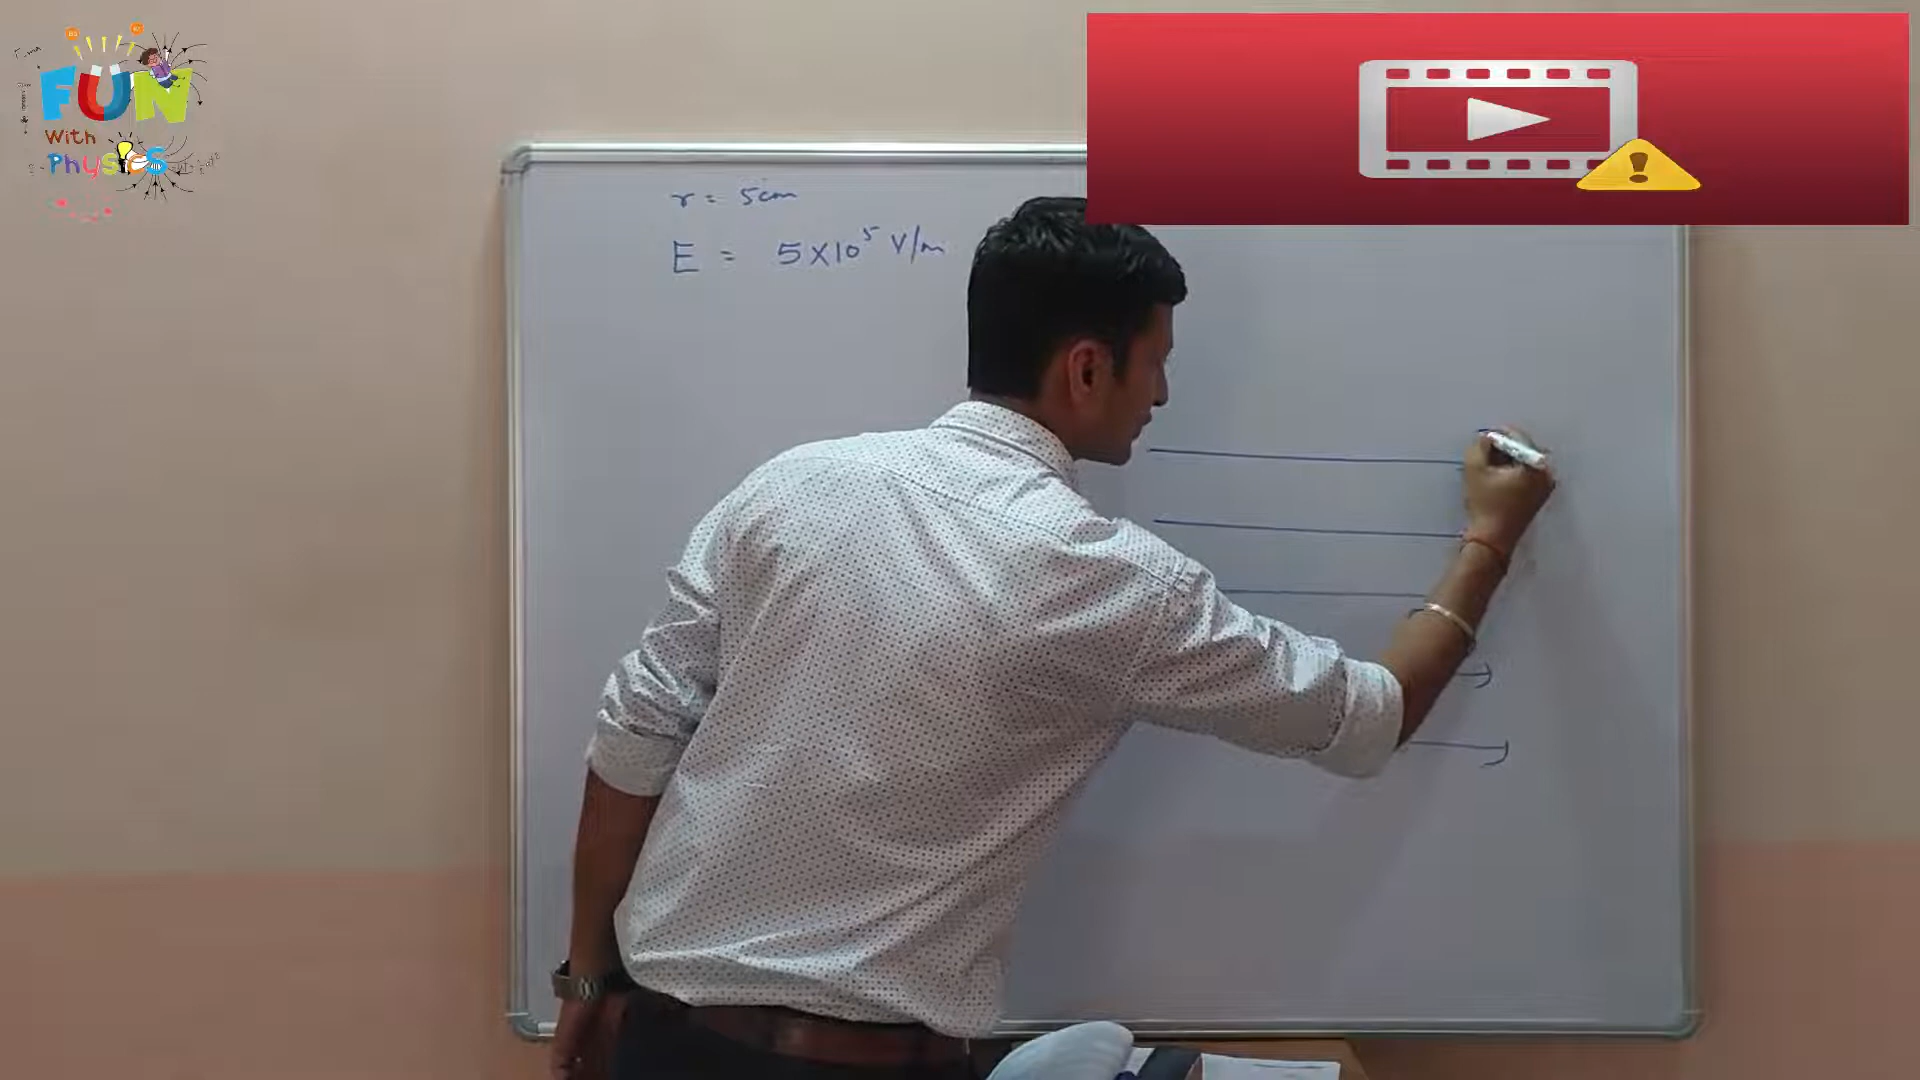 FUN
With
Physics
r = 5cm
E = 5×10⁵ V/m